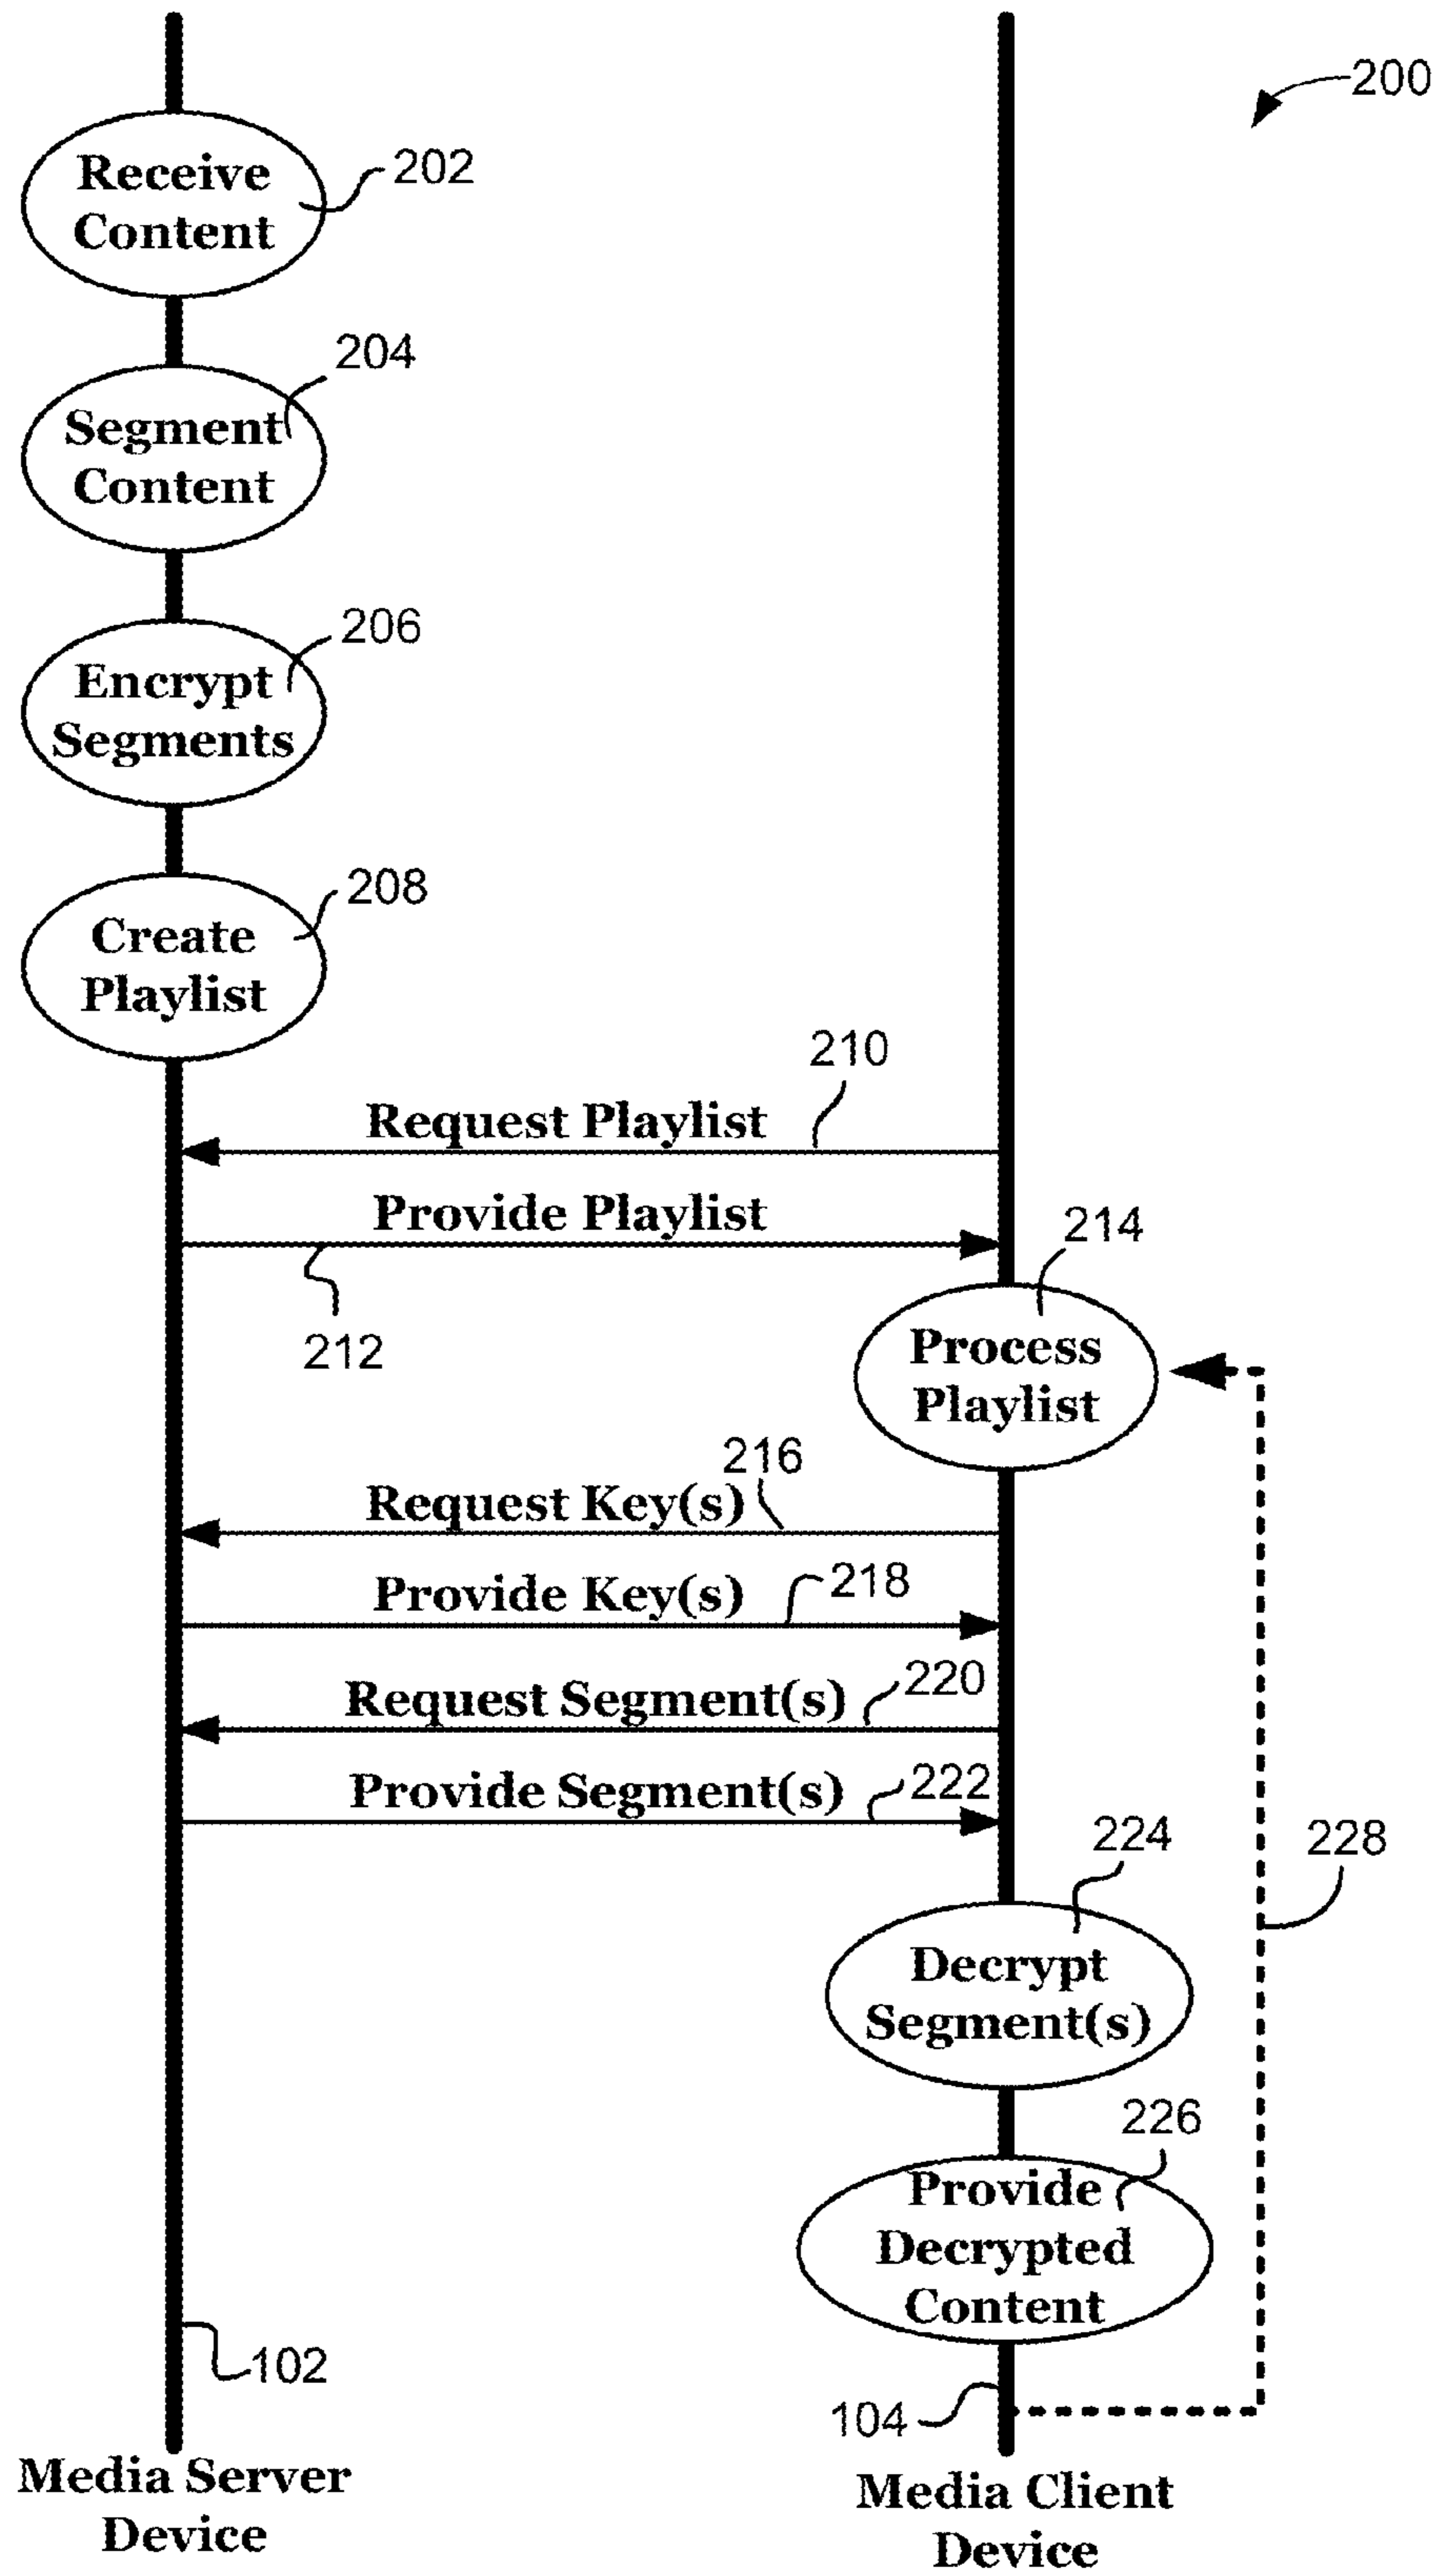 200
Receive
Content
202
204
Segment
Content
206
Encrypt
Segments
208
Create
Playlist
210
Request Playlist
Provide Playlist
212
214
Process
Playlist
216
Request Key(s)
Provide Key(s)
218
Request Segment(s)
220
Provide Segment(s)
222
224
228
Decrypt
Segment(s)
226
Provide
Decrypted
Content
102
104
Media Server
Device
Media Client
Device